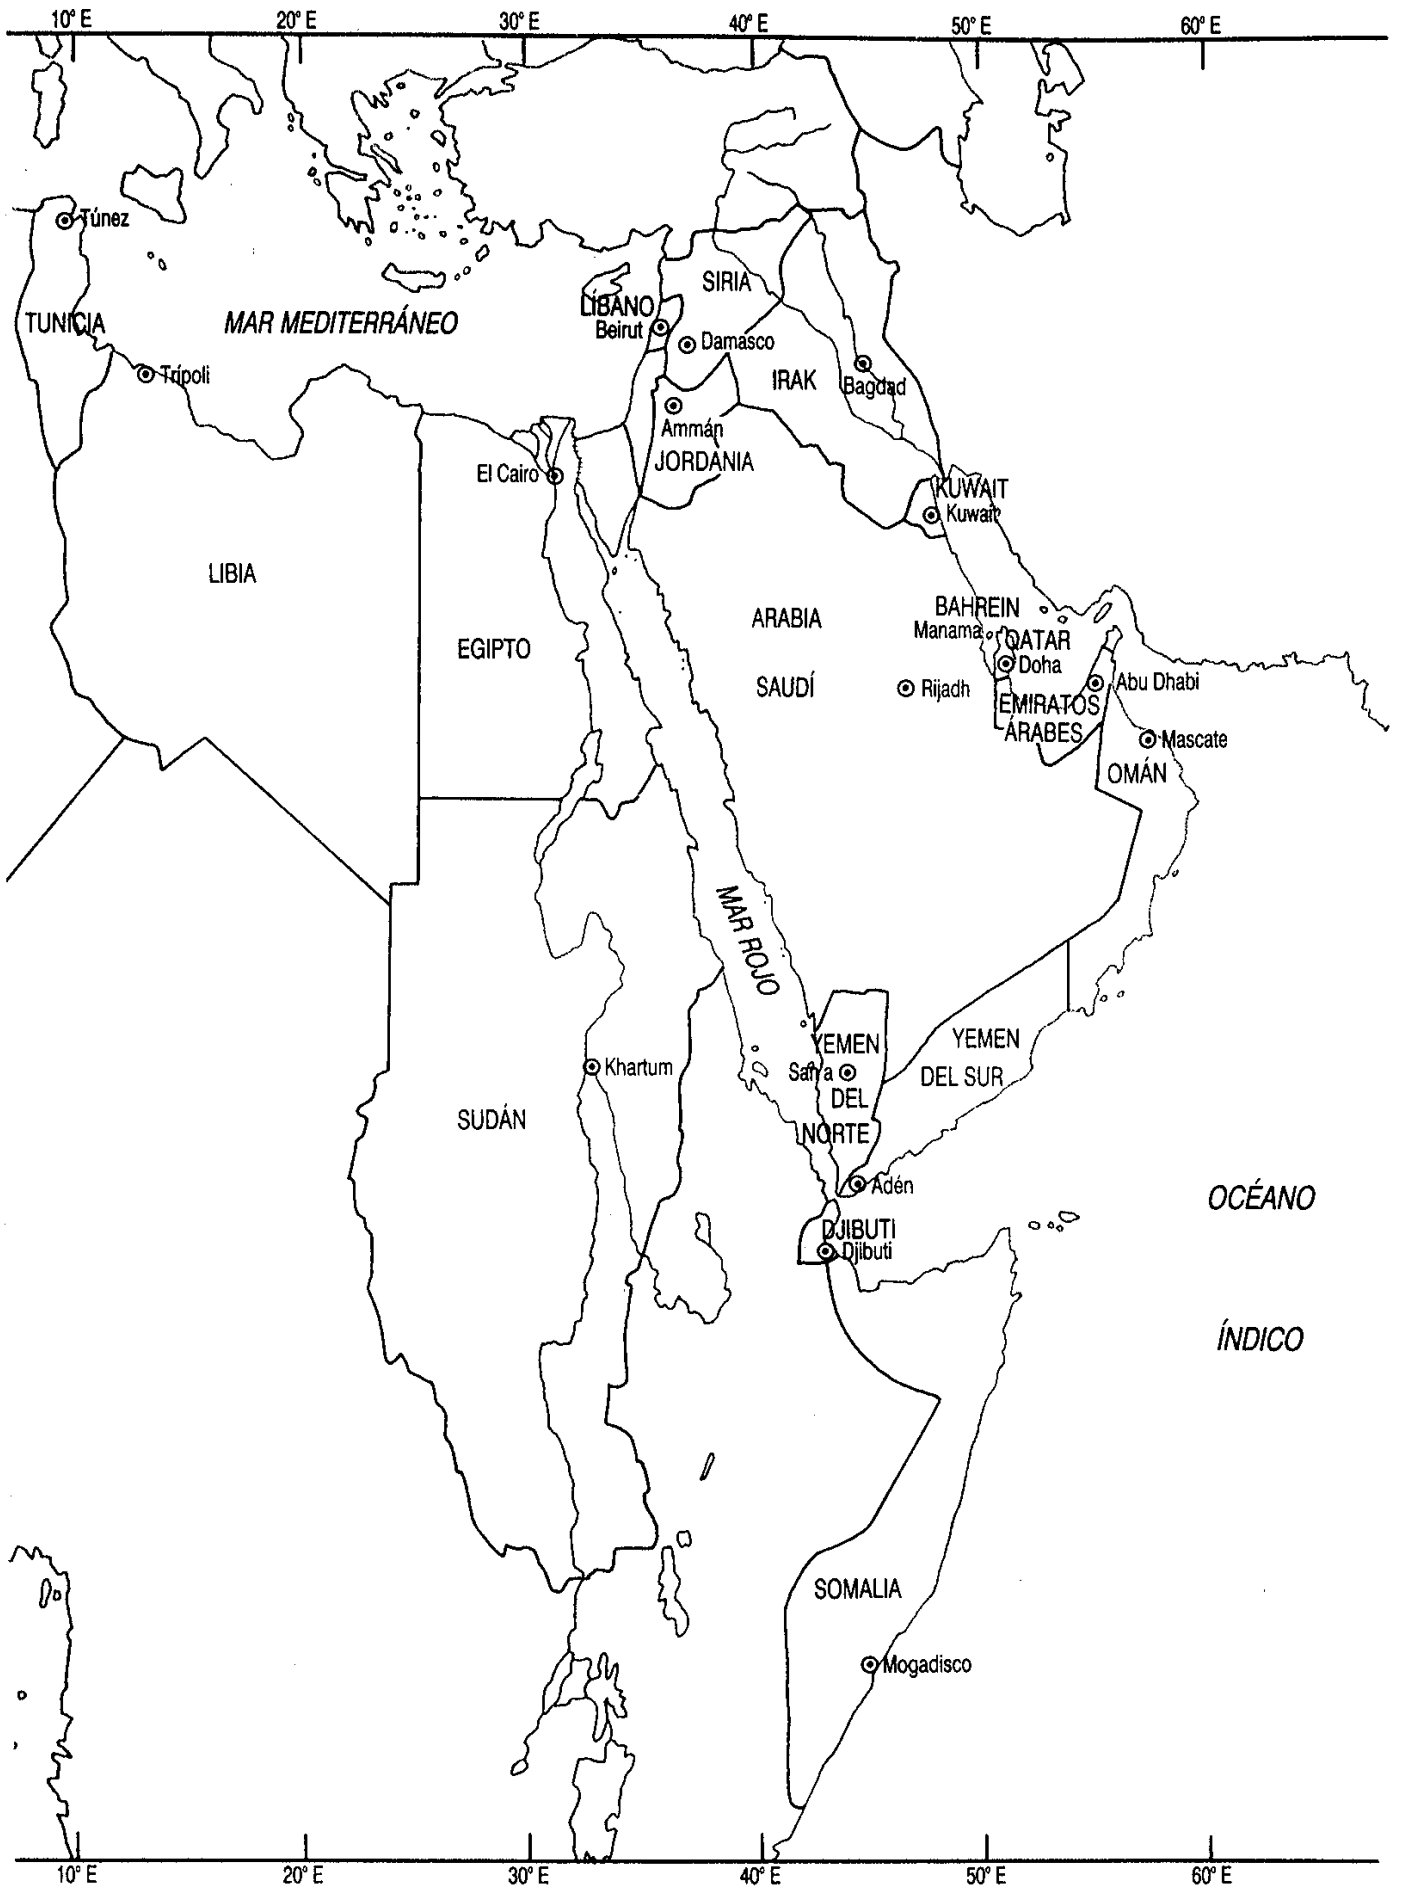 10° E 20° E 30° E 40° E 50° E 60° E
Túnez
SIRIA
LÍBANO
TUNICIA
MAR MEDITERRÁNEO
Beirut
Damasco
Trípoli
IRAK
Bagdad
Ammán
JORDANIA
El Cairo
KUWAIT
Kuwait
LIBIA
ARABIA
BAHREIN
Manama
QATAR
EGIPTO
Doha
SAUDÍ
Rijadh
Abu Dhabi
EMIRATOS
ÁRABES
Mascate
OMÁN
MAR ROJO
YEMEN
YEMEN
Khartum
San'a
DEL SUR
DEL
SUDÁN
NORTE
Adén
OCÉANO
DJIBUTI
Djibuti
ÍNDICO
SOMALIA
Mogadisco
10° E 20° E 30° E 40° E 50° E 60° E